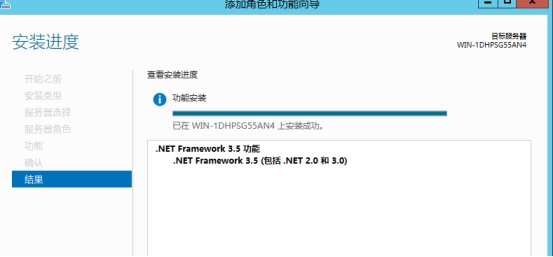 添加角色和功能向导
安装进度
目标服务器
WIN-1DHPSG55AN4
开始之前
安装类型
服务器选择
服务器角色
功能
确认
结果
查看安装进度
功能安装
已在 WIN-1DHPSG55AN4 上安装成功。
.NET Framework 3.5 功能
.NET Framework 3.5 (包括 .NET 2.0 和 3.0)